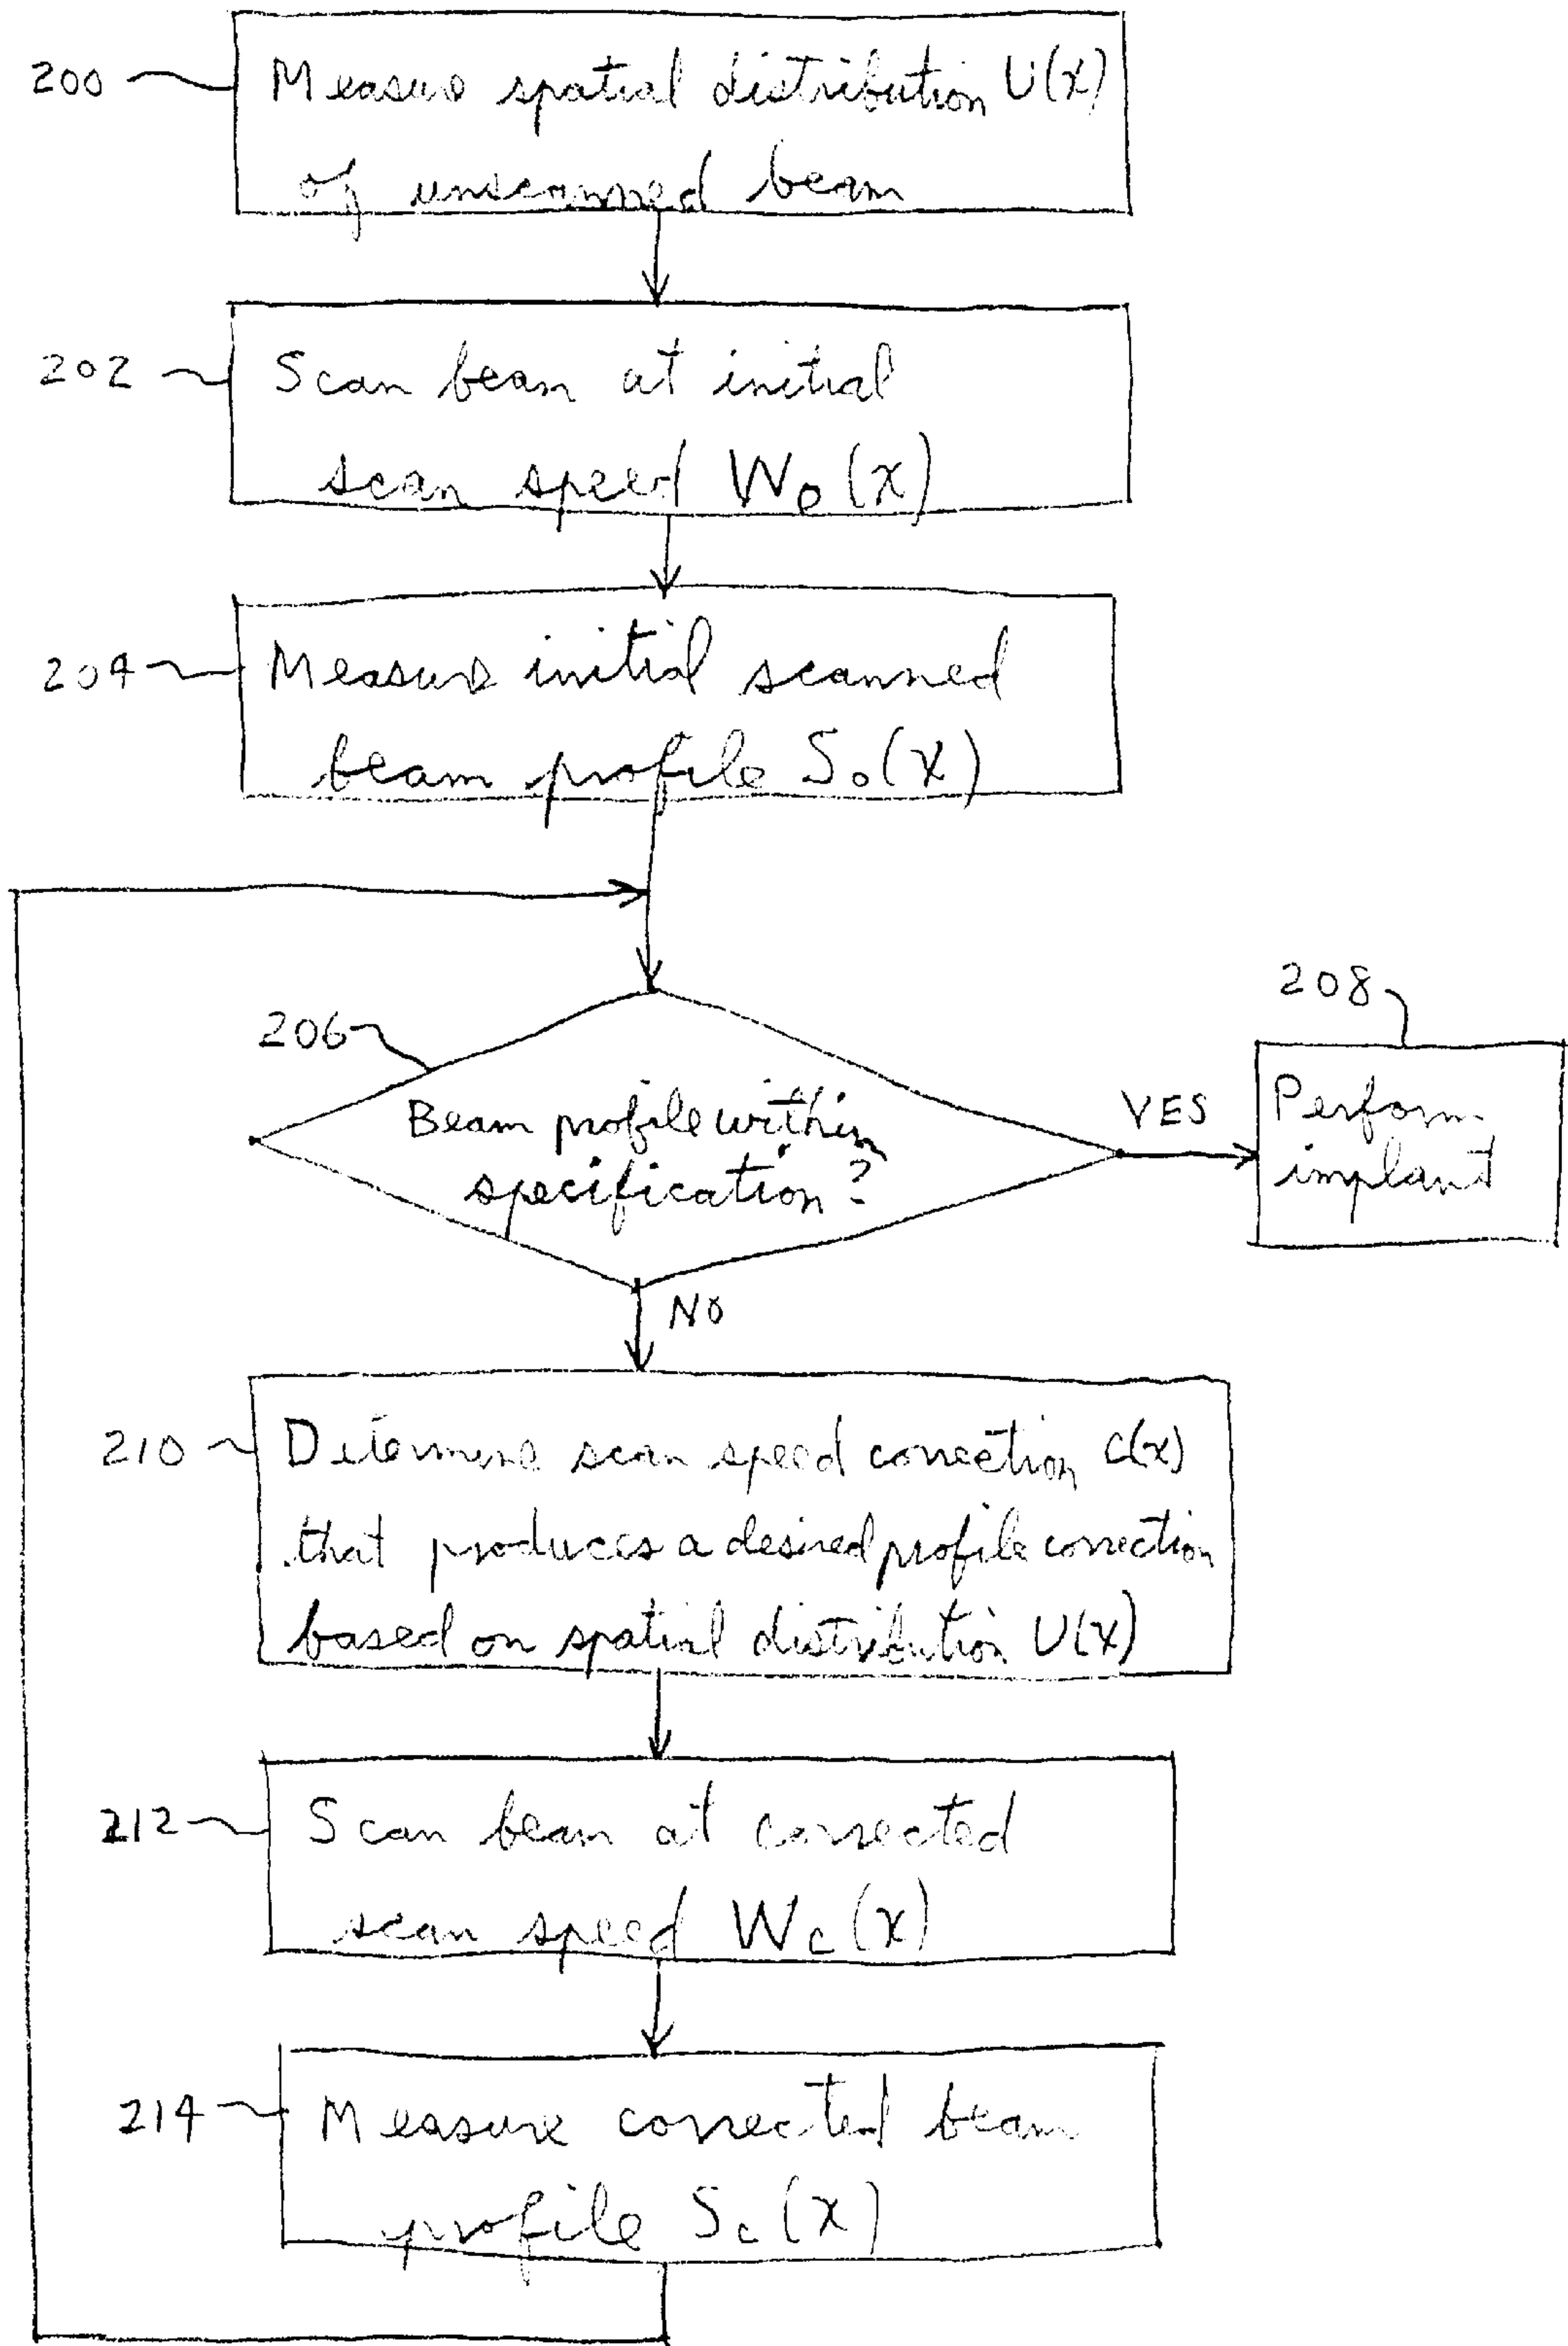 200
Measure spatial distribution U(x)
of unscanned beam
202
Scan beam at initial
scan speed W₀(x)
204
Measure initial scanned
beam profile S₀(x)
206
Beam profile within
specification?
YES
208
Perform
implant
NO
210
Determine scan speed correction C(x)
that produces a desired profile correction
based on spatial distribution U(x)
212
Scan beam at corrected
scan speed W_c(x)
214
Measure corrected beam
profile S_c(x)